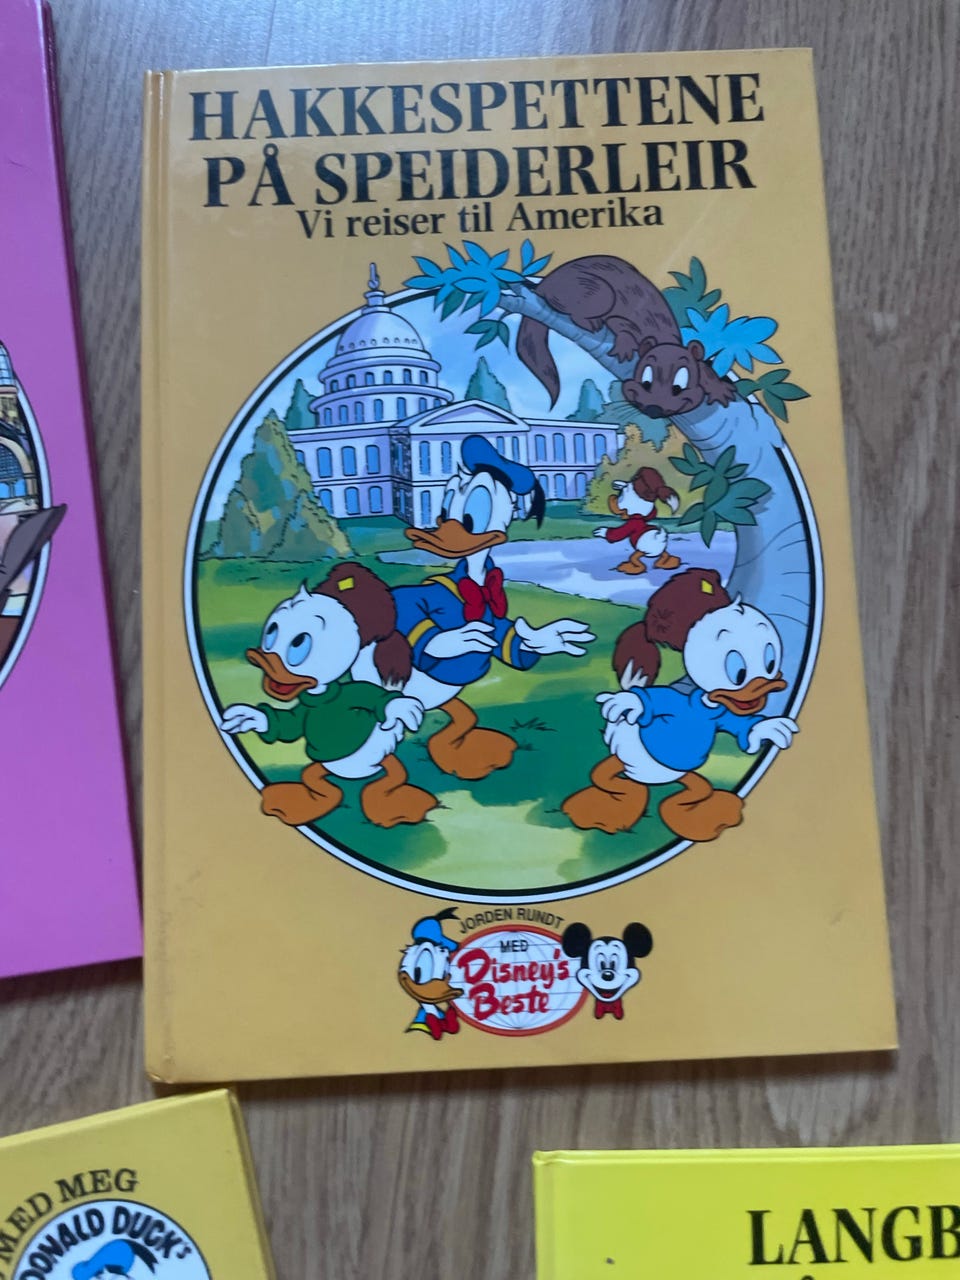 HAKKESPETTENE
PÅ SPEIDERLEIR
Vi reiser til Amerika
JORDEN RUNDT
MED
Disney's
Beste
MED MEG
DONALD DUCK's
LANGB